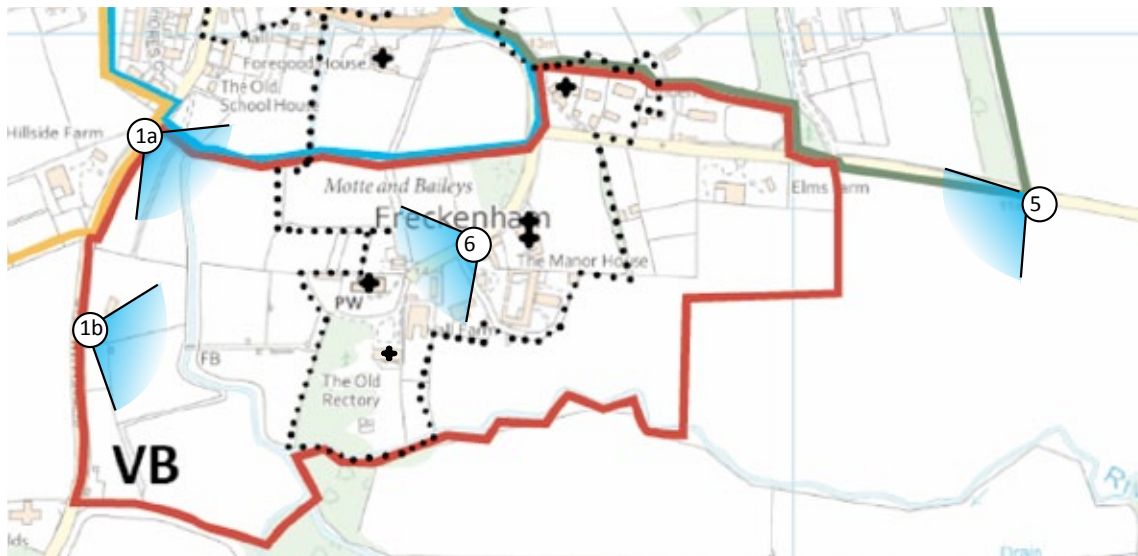 Foregood House
The Old
School House
Hillside Farm
1a
Motte and Baileys
Freckenham
Elms Farm
5
6
The Manor House
PW
Hall Farm
1b
FB
The Old
Rectory
VB
Drain